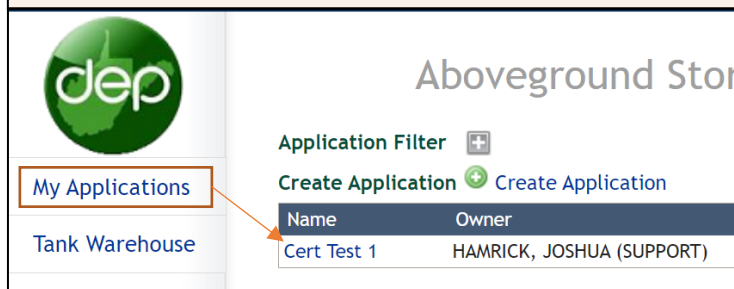 dep
Aboveground Stor
Application Filter
Create Application Create Application
My Applications
Name Owner
Tank Warehouse
Cert Test 1 HAMRICK, JOSHUA (SUPPORT)